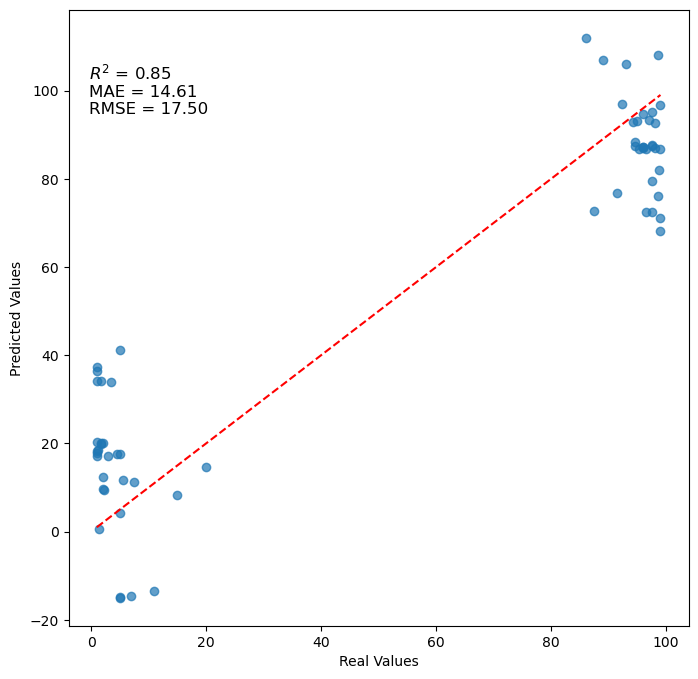 R² = 0.85
MAE = 14.61
RMSE = 17.50
100
80
60
40
20
0
−20
Predicted Values
0 20 40 60 80 100
Real Values